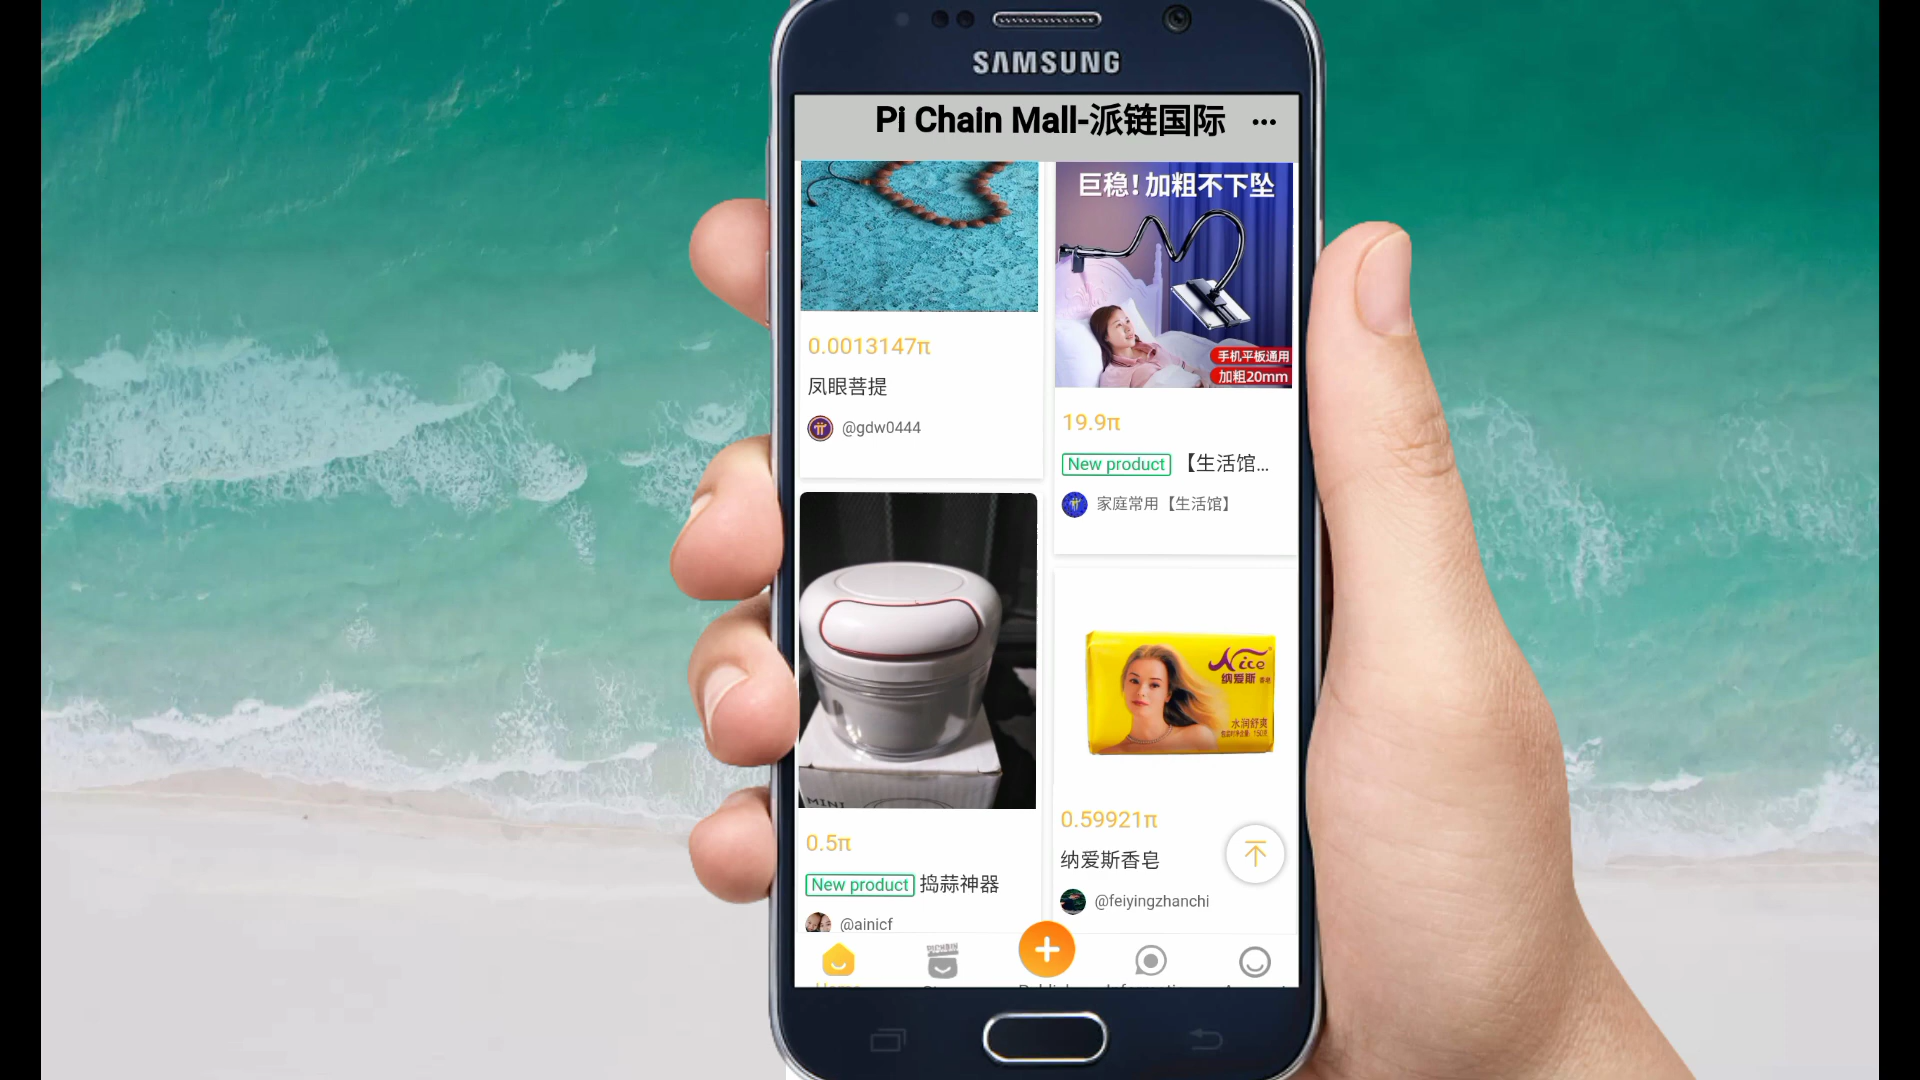 SAMSUNG
Pi Chain Mall-派链国际
巨稳！加粗不下坠
手机平板通用
加粗20mm
0.0013147π
凤眼菩提
@gdw0444
19.9π
New product 【生活馆...
家庭常用【生活馆】
Nice
纳爱斯 香皂
水润舒爽
MINI
0.5π
New product 捣蒜神器
@ainicf
0.59921π
纳爱斯香皂
@feiyingzhanchi